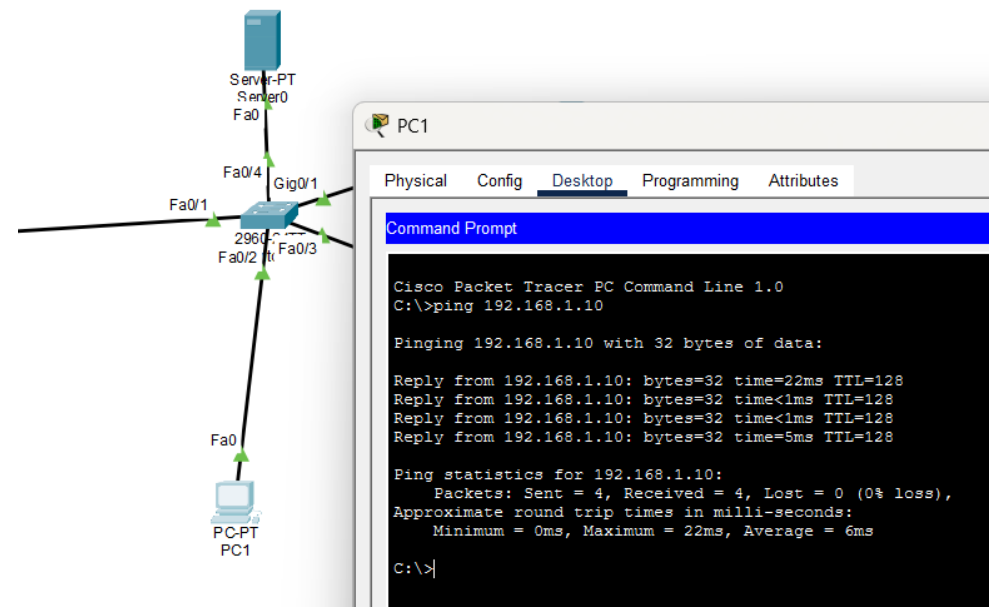 Server-PT
Server0
Fa0
Fa0/4
Gig0/1
Fa0/1
Fa0/3
Fa0/2
Fa0
PC-PT
PC1
PC1
Physical Config Desktop Programming Attributes
Command Prompt
Cisco Packet Tracer PC Command Line 1.0
C:\>ping 192.168.1.10
Pinging 192.168.1.10 with 32 bytes of data:
Reply from 192.168.1.10: bytes=32 time=22ms TTL=128
Reply from 192.168.1.10: bytes=32 time<1ms TTL=128
Reply from 192.168.1.10: bytes=32 time<1ms TTL=128
Reply from 192.168.1.10: bytes=32 time=5ms TTL=128
Ping statistics for 192.168.1.10:
Packets: Sent = 4, Received = 4, Lost = 0 (0% loss),
Approximate round trip times in milli-seconds:
Minimum = 0ms, Maximum = 22ms, Average = 6ms
C:\>